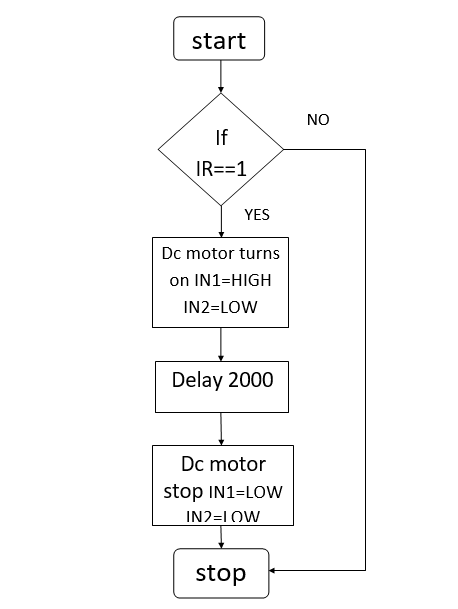 start
If
IR==1
NO
YES
Dc motor turns
on IN1=HIGH
IN2=LOW
Delay 2000
Dc motor
stop IN1=LOW
IN2=LOW
stop